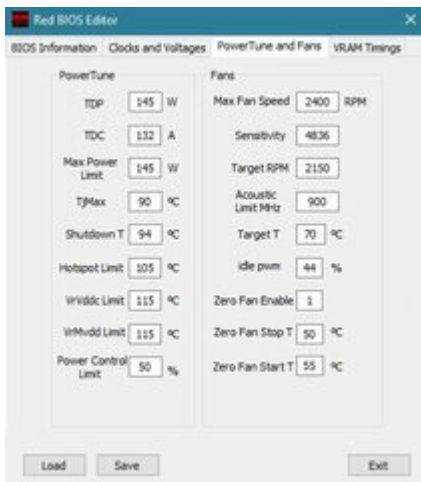 Red BIOS Editor
BIOS Information Clocks and Voltages PowerTune and Fans VRAM Timings
PowerTune
TDP 145 W
TDC 132 A
Max Power Limit 145 W
TjMax 90 ºC
Shutdown T 94 ºC
Hotspot Limit 105 ºC
VrVddc Limit 115 ºC
VrMvdd Limit 115 ºC
Power Control Limit 50 %
Fans
Max Fan Speed 2400 RPM
Sensitivity 4836
Target RPM 2150
Acoustic Limit MHz 900
Target T 70 ºC
idle pwm 44 %
Zero Fan Enable 1
Zero Fan Stop T 50 ºC
Zero Fan Start T 55 ºC
Load Save Exit